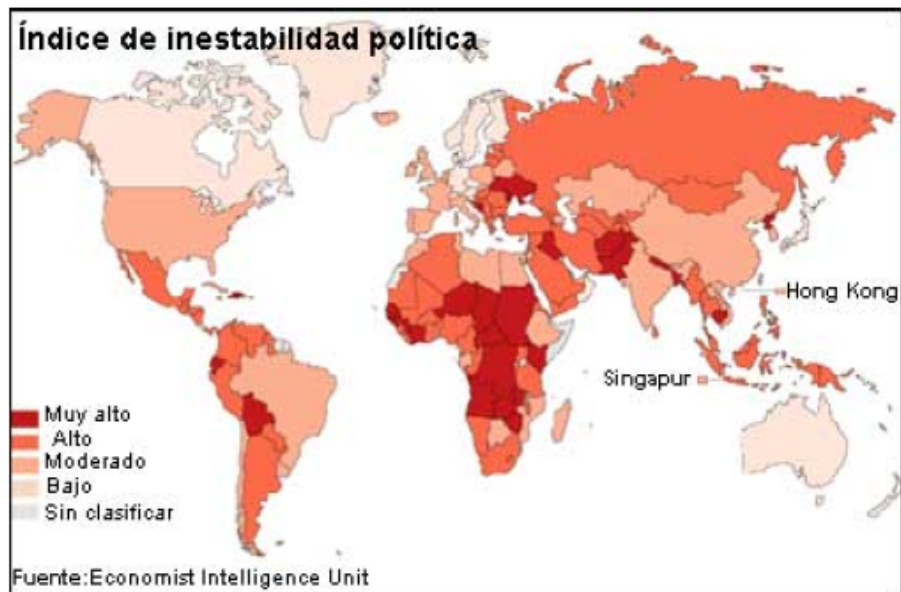 Índice de inestabilidad política
Hong Kong
Singapur
Muy alto
Alto
Moderado
Bajo
Sin clasificar
Fuente:Economist Intelligence Unit